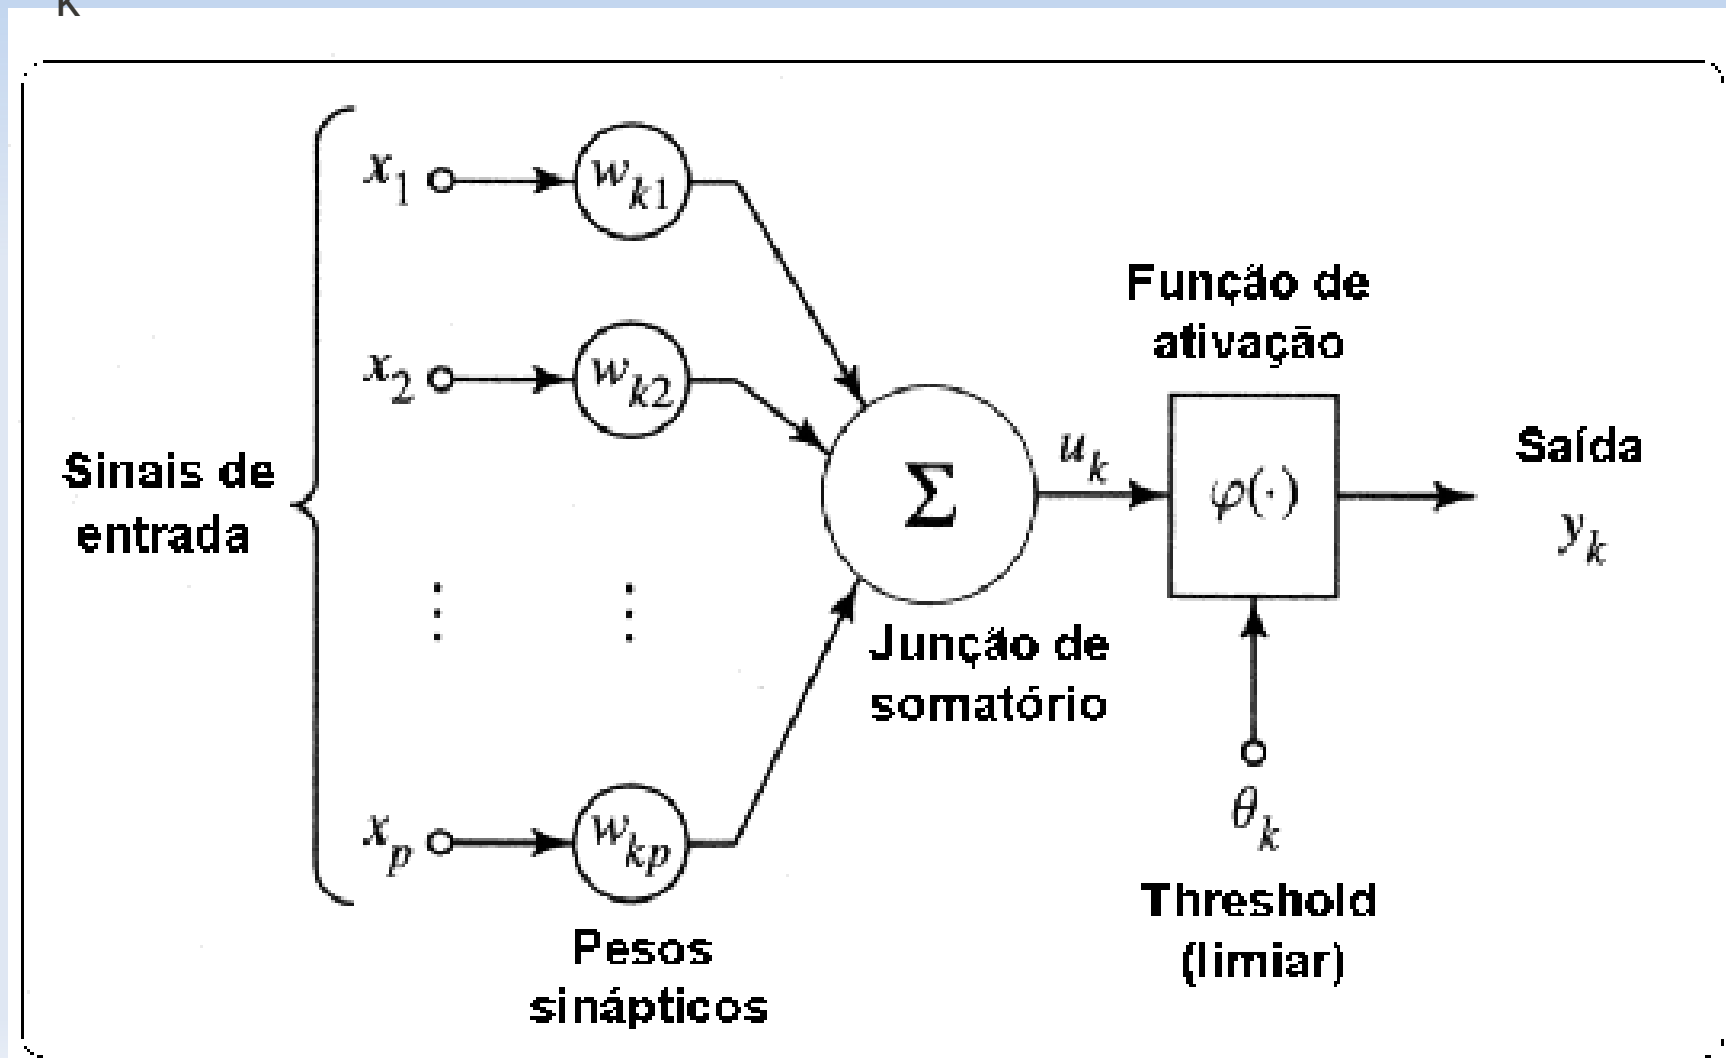 K
x1
wk1
Função de
ativação
x2
wk2
Sinais de
entrada
Σ
uk
φ(·)
Saída
yk
Junção de
somatório
xp
wkp
θk
Threshold
(limiar)
Pesos
sinápticos